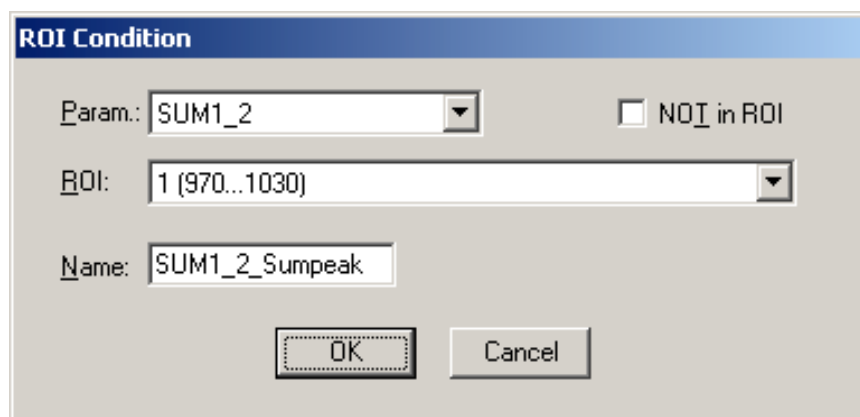 ROI Condition
Param.: SUM1_2 NOT in ROI
ROI: 1 (970...1030)
Name: SUM1_2_Sumpeak
OK Cancel